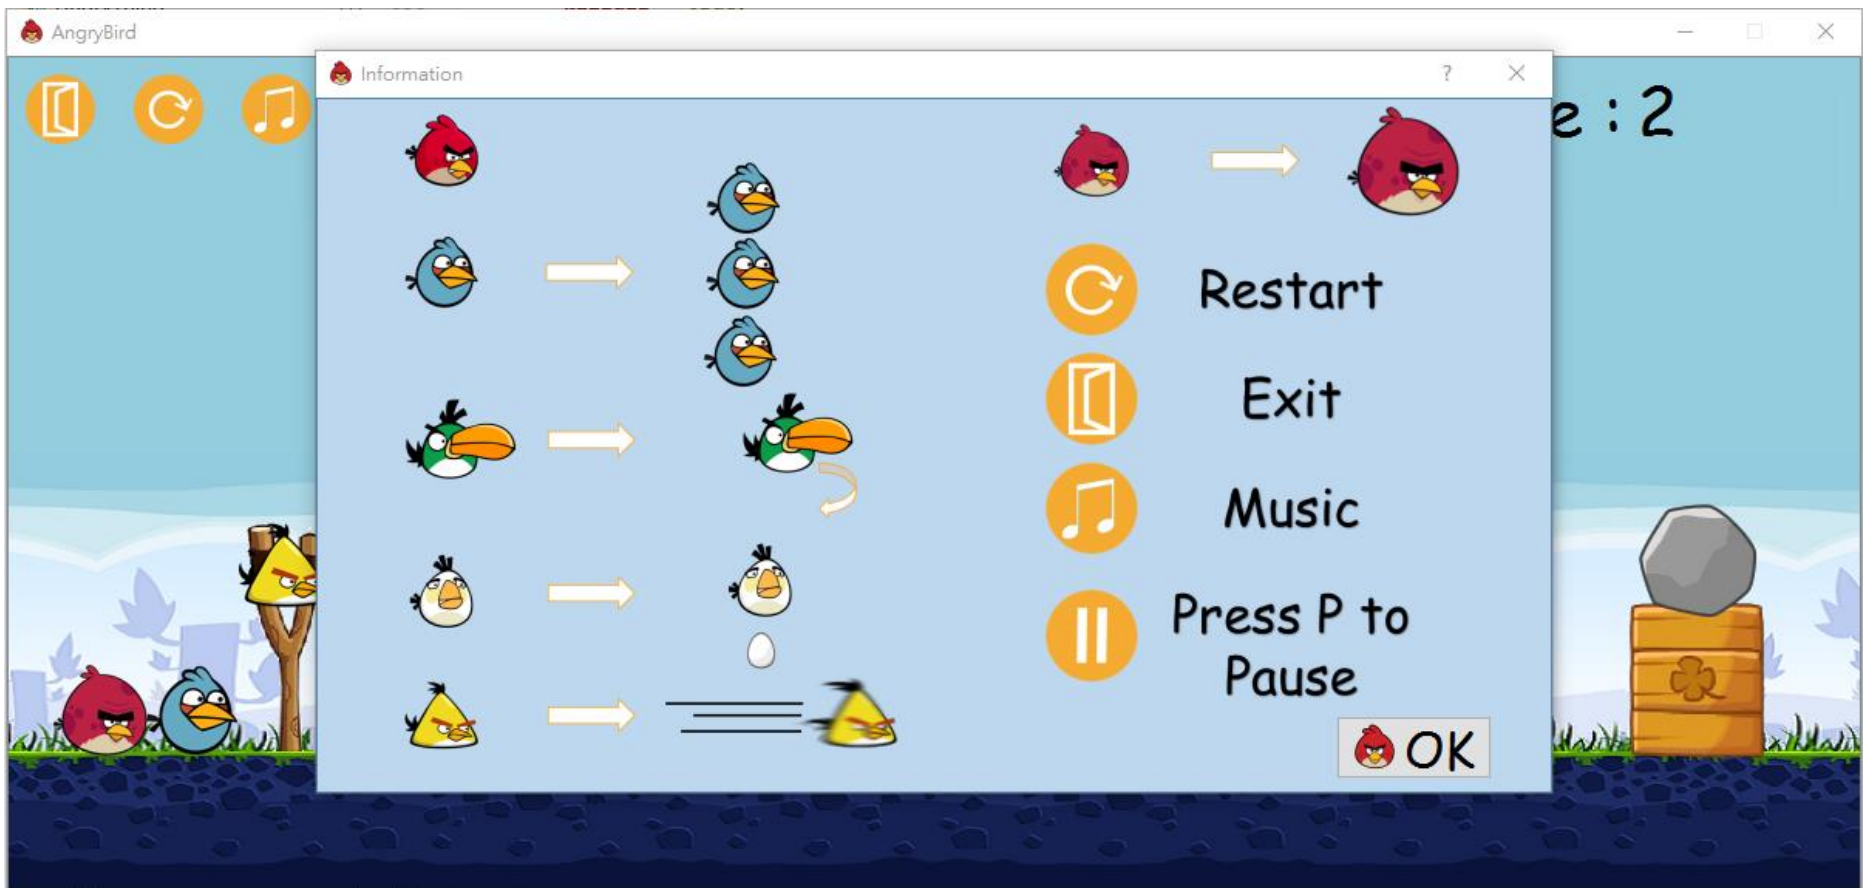 AngryBird
Information
?
e : 2
Restart
Exit
Music
Press P to
Pause
OK